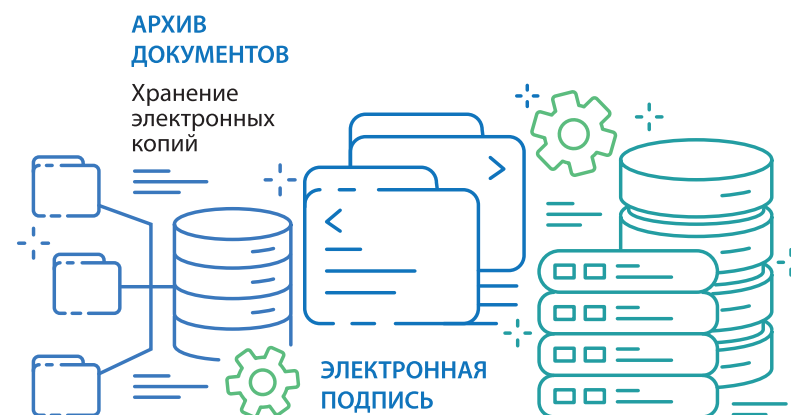 АРХИВ
ДОКУМЕНТОВ
Хранение
электронных
копий
ЭЛЕКТРОННАЯ
ПОДПИСЬ